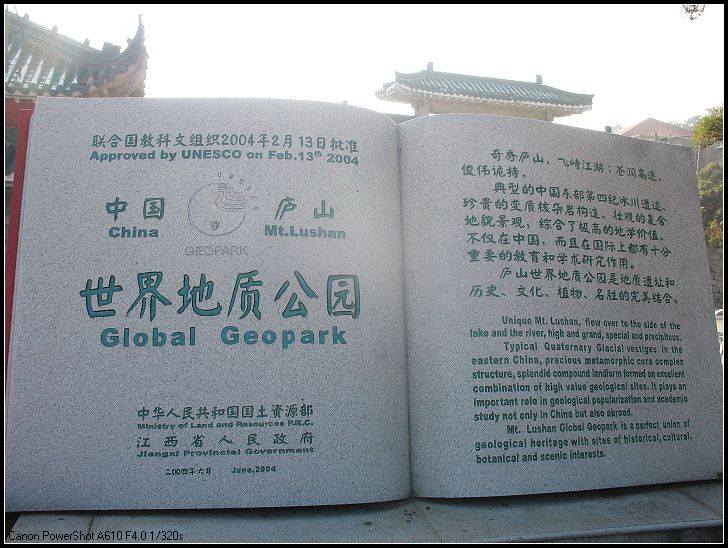 联合国教科文组织2004年2月13日批准
Approved by UNESCO on Feb.13th 2004
中国
China
UNESCO
GEOPARK
庐山
Mt.Lushan
世界地质公园
Global Geopark
中华人民共和国国土资源部
Ministry of Land and Resources P.R.C.
江西省人民政府
Jiangxi Provincial Government
二00四年六月 June,2004
奇秀庐山，飞峙江湖；苍润高逸，
俊伟诡特。
典型的中国东部第四纪冰川遗迹、
珍贵的变质核杂岩构造、壮观的复合
地貌景观，综合了极高的地学价值。
不仅在中国，而且在国际上都有十分
重要的教育和学术研究作用。
庐山世界地质公园是地质遗址和
历史、文化、植物、名胜的完美结合。
Unique Mt. Lushan, flew over to the side of the
lake and the river, high and grand, special and precipitous.
Typical Quaternary Glacial vestiges in the
eastern China, precious metamorphic core complex
structure, splendid compound landform formed an excellent
combination of high value geological sites. It plays an
important role in geological popularization and academic
study not only in China but also abroad.
Mt. Lushan Global Geopark is a perfect union of
geological heritage with sites of historical, cultural,
botanical and scenic interests.
Canon PowerShot A610 F4.0 1/320s